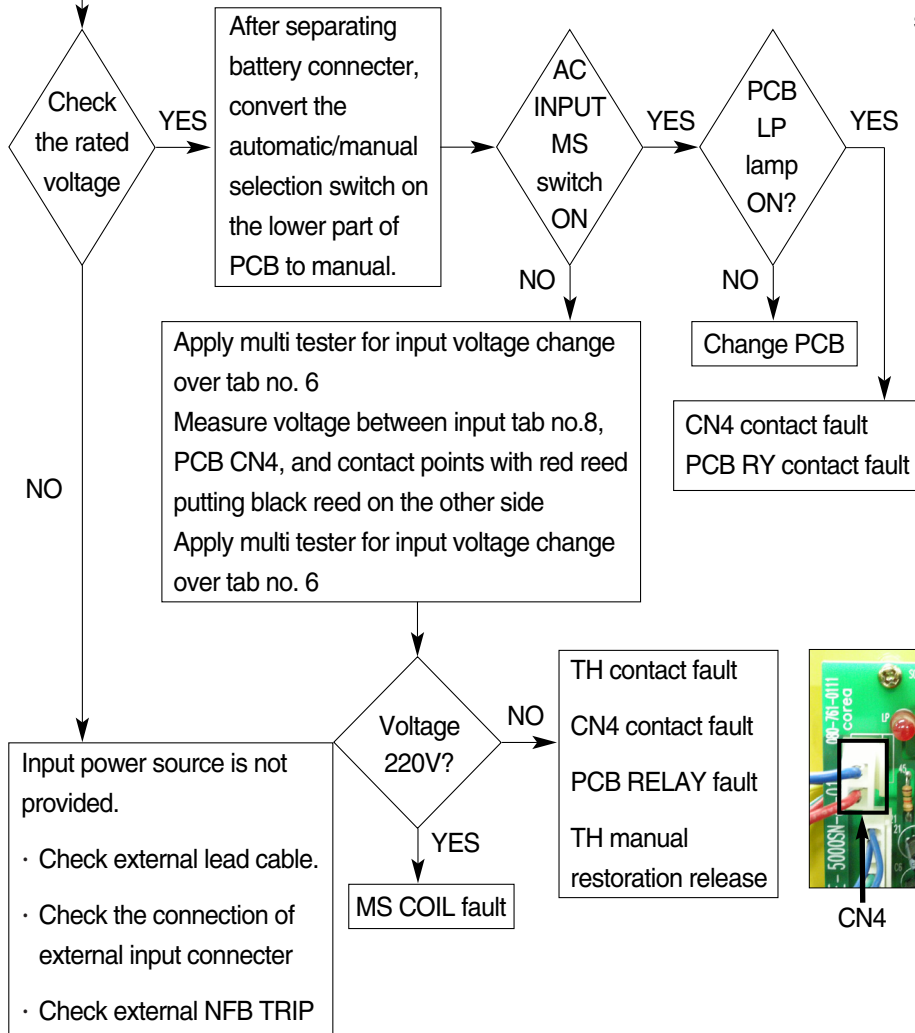 Check
the rated
voltage
YES
After separating
battery connecter,
convert the
automatic/manual
selection switch on
the lower part of
PCB to manual.
AC
INPUT
MS
switch
ON
YES
PCB
LP
lamp
ON?
YES
NO
NO
Change PCB
CN4 contact fault
PCB RY contact fault
Apply multi tester for input voltage change
over tab no. 6
Measure voltage between input tab no.8,
PCB CN4, and contact points with red reed
putting black reed on the other side
Apply multi tester for input voltage change
over tab no. 6
NO
Voltage
220V?
NO
YES
MS COIL fault
TH contact fault
CN4 contact fault
PCB RELAY fault
TH manual
restoration release
Input power source is not
provided.
· Check external lead cable.
· Check the connection of
external input connecter
· Check external NFB TRIP
080-761-0111
corea
LP
45
21
5000SN
CN4